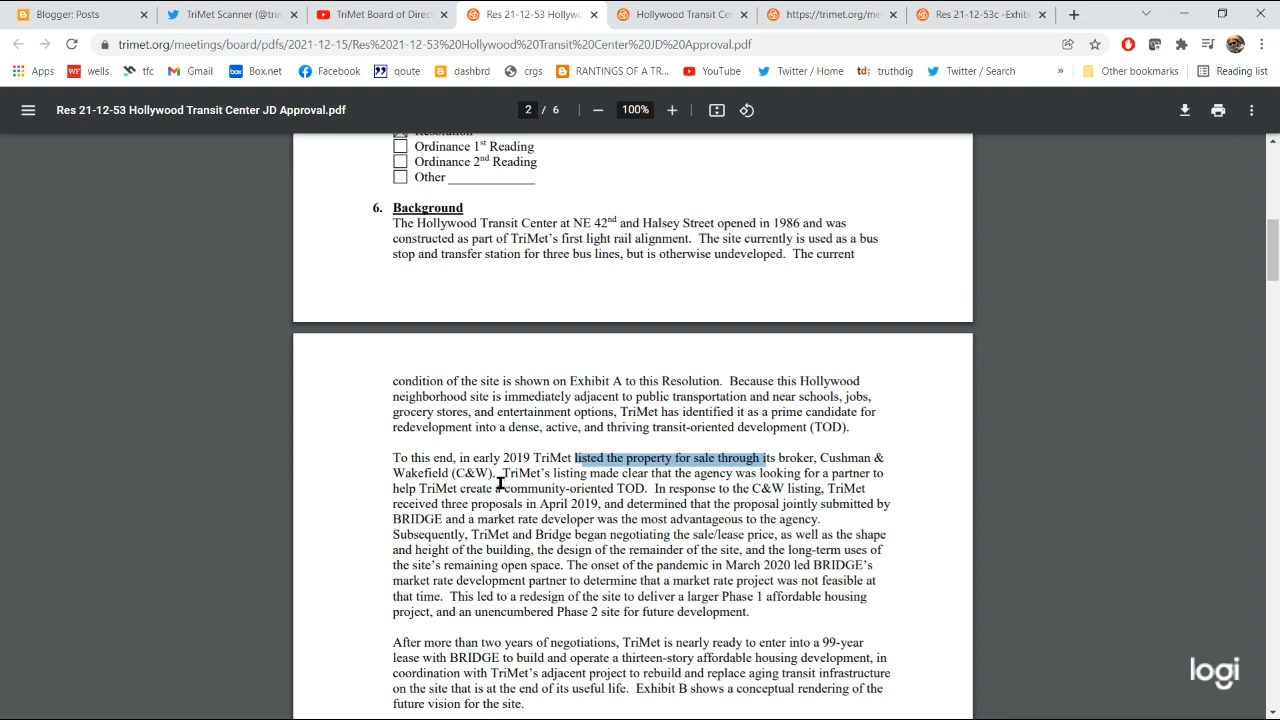 Blogger: Posts
TriMet Scanner (@trim
TriMet Board of Direc
Res 21-12-53 Hollywo
Hollywood Transit Cen
https://trimet.org/me
Res 21-12-53c -Exhibi
trimet.org/meetings/board/pdfs/2021-12-15/Res%2021-12-53%20Hollywood%20Transit%20Center%20JD%20Approval.pdf
Apps
wells
tfc
Gmail
Box.net
Facebook
qoute
dashbrd
crgs
RANTINGS OF A TR...
YouTube
Twitter / Home
truthdig
Twitter / Search
»
Other bookmarks
Reading list
Res 21-12-53 Hollywood Transit Center JD Approval.pdf
2 / 6
100%
Resolution
Ordinance 1st Reading
Ordinance 2nd Reading
Other ______________
6. Background
The Hollywood Transit Center at NE 42nd and Halsey Street opened in 1986 and was
constructed as part of TriMet's first light rail alignment. The site currently is used as a bus
stop and transfer station for three bus lines, but is otherwise undeveloped. The current
condition of the site is shown on Exhibit A to this Resolution. Because this Hollywood
neighborhood site is immediately adjacent to public transportation and near schools, jobs,
grocery stores, and entertainment options, TriMet has identified it as a prime candidate for
redevelopment into a dense, active, and thriving transit-oriented development (TOD).
To this end, in early 2019 TriMet listed the property for sale through its broker, Cushman &
Wakefield (C&W). TriMet's listing made clear that the agency was looking for a partner to
help TriMet create a community-oriented TOD. In response to the C&W listing, TriMet
received three proposals in April 2019, and determined that the proposal jointly submitted by
BRIDGE and a market rate developer was the most advantageous to the agency.
Subsequently, TriMet and Bridge began negotiating the sale/lease price, as well as the shape
and height of the building, the design of the remainder of the site, and the long-term uses of
the site's remaining open space. The onset of the pandemic in March 2020 led BRIDGE's
market rate development partner to determine that a market rate project was not feasible at
that time. This led to a redesign of the site to deliver a larger Phase 1 affordable housing
project, and an unencumbered Phase 2 site for future development.
After more than two years of negotiations, TriMet is nearly ready to enter into a 99-year
lease with BRIDGE to build and operate a thirteen-story affordable housing development, in
coordination with TriMet's adjacent project to rebuild and replace aging transit infrastructure
on the site that is at the end of its useful life. Exhibit B shows a conceptual rendering of the
future vision for the site.
logi